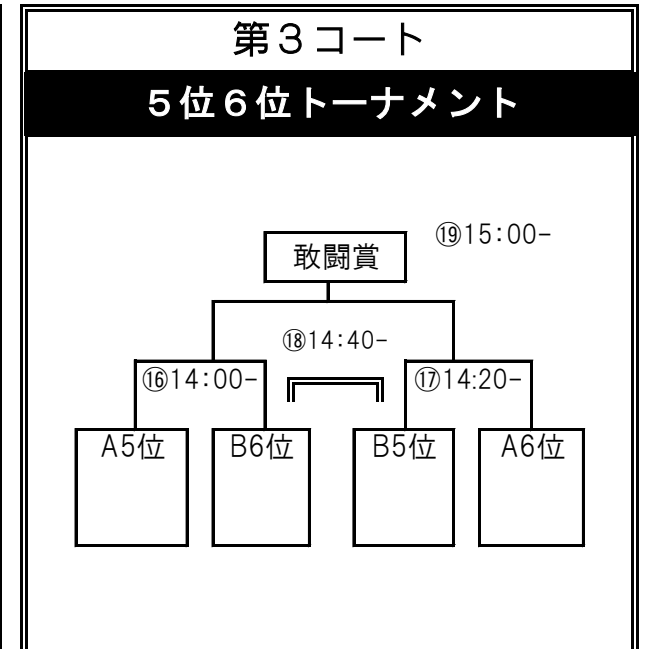 第３コート
５位６位トーナメント
⑲15:00-
敢闘賞
⑱14:40-
⑯14:00-
⑰14:20-
A5位
B6位
B5位
A6位